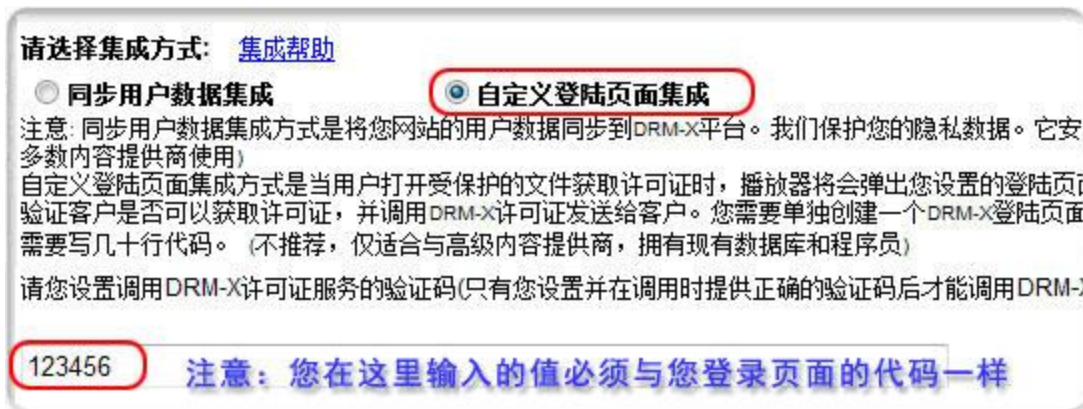 请选择集成方式: 集成帮助
同步用户数据集成 自定义登陆页面集成
注意: 同步用户数据集成方式是将您网站的用户数据同步到DRM-X平台。我们保护您的隐私数据。它安
多数内容提供商使用)
自定义登陆页面集成方式是当用户打开受保护的文件获取许可证时，播放器将会弹出您设置的登陆页
验证客户是否可以获取许可证，并调用DRM-X许可证发送给客户。您需要单独创建一个DRM-X登陆页面
需要写几十行代码。 (不推荐，仅适合与高级内容提供商，拥有现有数据库和程序员)
请您设置调用DRM-X许可证服务的验证码(只有您设置并在调用时提供正确的验证码后才能调用DRM-X
123456 注意：您在这里输入的值必须与您登录页面的代码一样